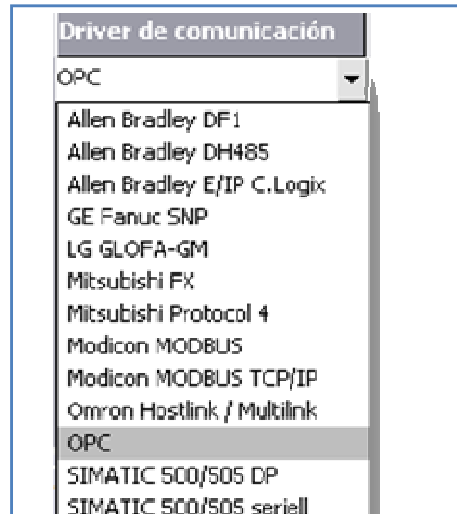 Driver de comunicación
OPC
Allen Bradley DF1
Allen Bradley DH485
Allen Bradley E/IP C.Logix
GE Fanuc SNP
LG GLOFA-GM
Mitsubishi FX
Mitsubishi Protocol 4
Modicon MODBUS
Modicon MODBUS TCP/IP
Omron Hostlink / Multilink
OPC
SIMATIC 500/505 DP
SIMATIC 500/505 seriell